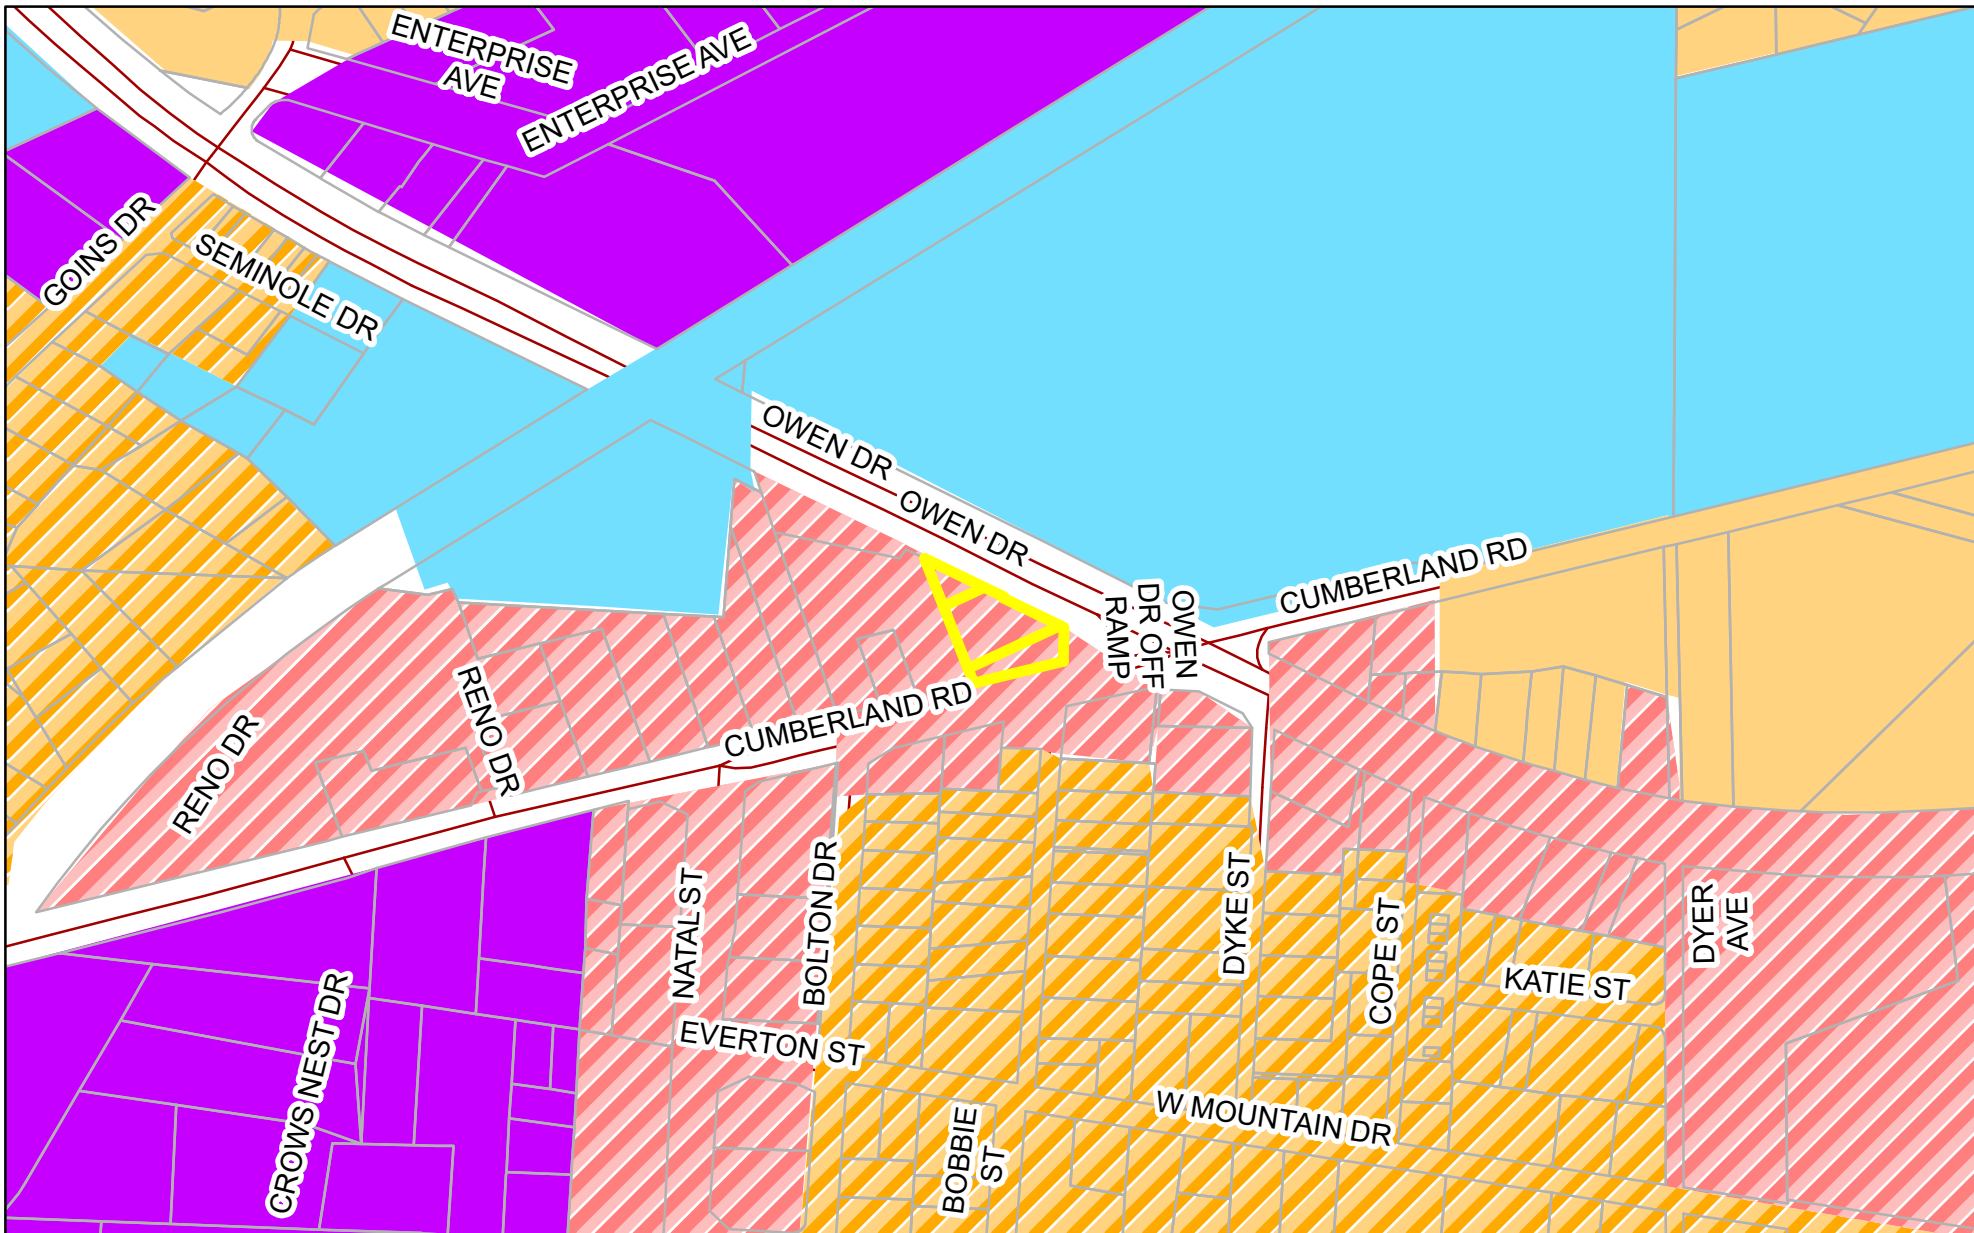 ENTERPRISE
AVE
ENTERPRISE AVE
GOINS DR
SEMINOLE DR
OWEN DR
OWEN DR
CUMBERLAND RD
OWEN
DR OFF
RAMP
RENO DR
RENO DR
CUMBERLAND RD
NATAL ST
BOLTON DR
DYKE ST
COPE ST
DYER
AVE
KATIE ST
CROWS NEST DR
EVERTON ST
W MOUNTAIN DR
BOBBIE
ST